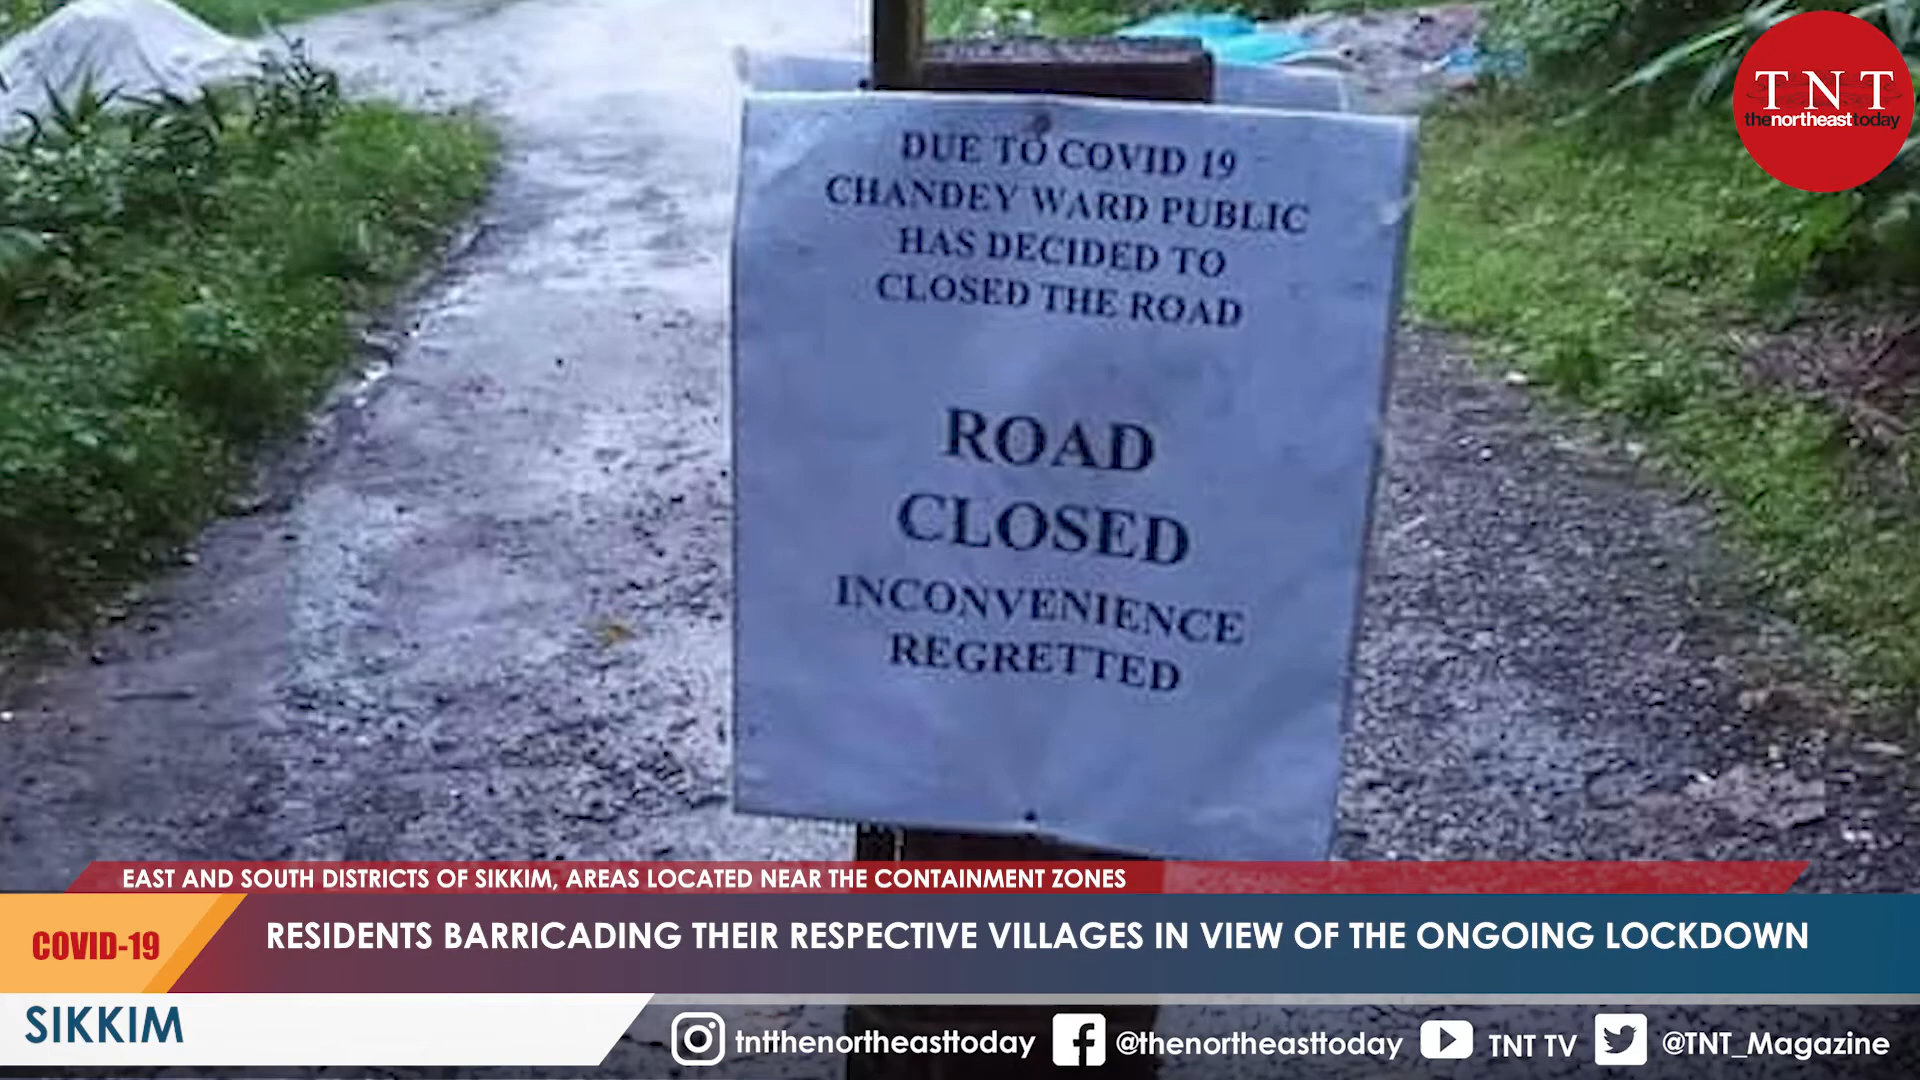 TNT
thenortheasttoday
DUE TO COVID 19
CHANDEY WARD PUBLIC
HAS DECIDED TO
CLOSED THE ROAD
ROAD
CLOSED
INCONVENIENCE
REGRETTED
EAST AND SOUTH DISTRICTS OF SIKKIM, AREAS LOCATED NEAR THE CONTAINMENT ZONES
COVID-19
RESIDENTS BARRICADING THEIR RESPECTIVE VILLAGES IN VIEW OF THE ONGOING LOCKDOWN
SIKKIM
tntthenortheasttoday
@thenortheasttoday
TNT TV
@TNT_Magazine